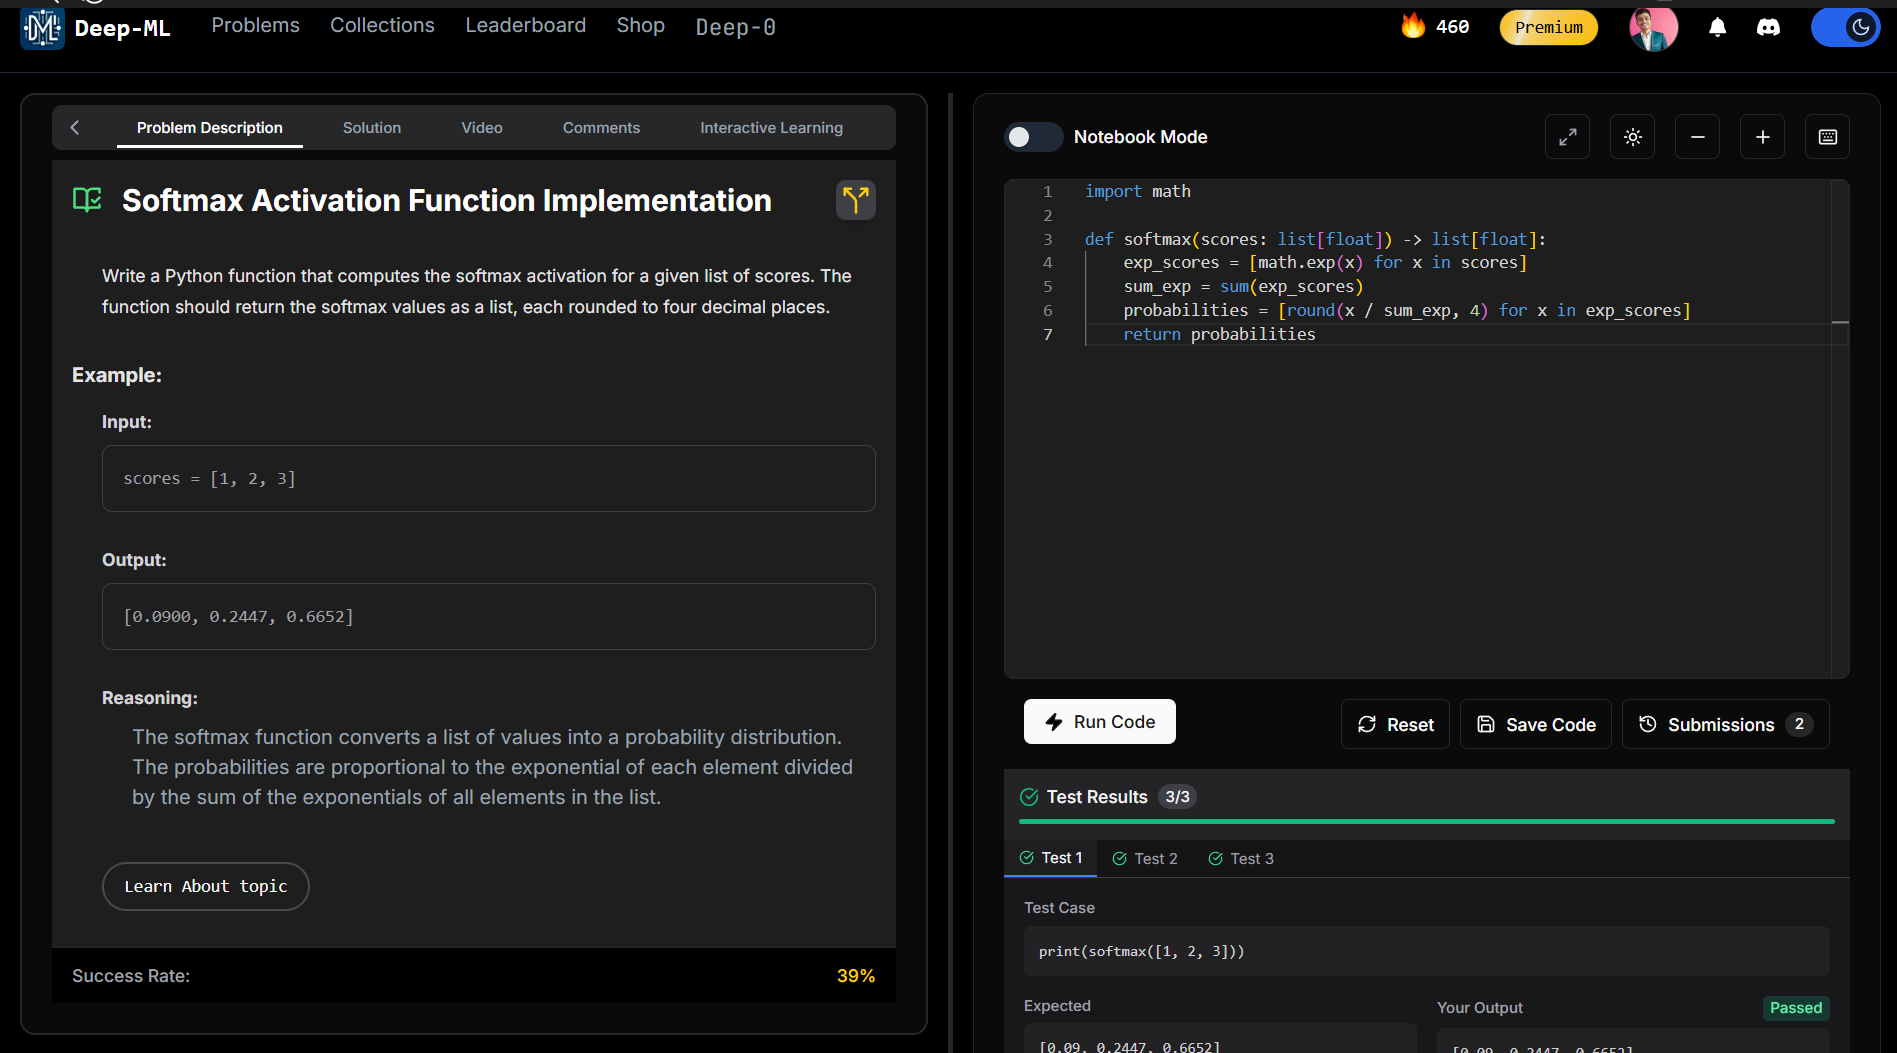 DML Deep-ML Problems Collections Leaderboard Shop Deep-0 460 Premium
Problem Description Solution Video Comments Interactive Learning
Softmax Activation Function Implementation
Write a Python function that computes the softmax activation for a given list of scores. The
function should return the softmax values as a list, each rounded to four decimal places.
Example:
Input:
scores = [1, 2, 3]
Output:
[0.0900, 0.2447, 0.6652]
Reasoning:
The softmax function converts a list of values into a probability distribution.
The probabilities are proportional to the exponential of each element divided
by the sum of the exponentials of all elements in the list.
Learn About topic
Success Rate: 39%
Notebook Mode
1 import math
2
3 def softmax(scores: list[float]) -> list[float]:
4     exp_scores = [math.exp(x) for x in scores]
5     sum_exp = sum(exp_scores)
6     probabilities = [round(x / sum_exp, 4) for x in exp_scores]
7     return probabilities
Run Code Reset Save Code Submissions 2
Test Results 3/3
Test 1 Test 2 Test 3
Test Case
print(softmax([1, 2, 3]))
Expected
[0.09, 0.2447, 0.6652]
Your Output Passed
[0.09, 0.2447, 0.6652]